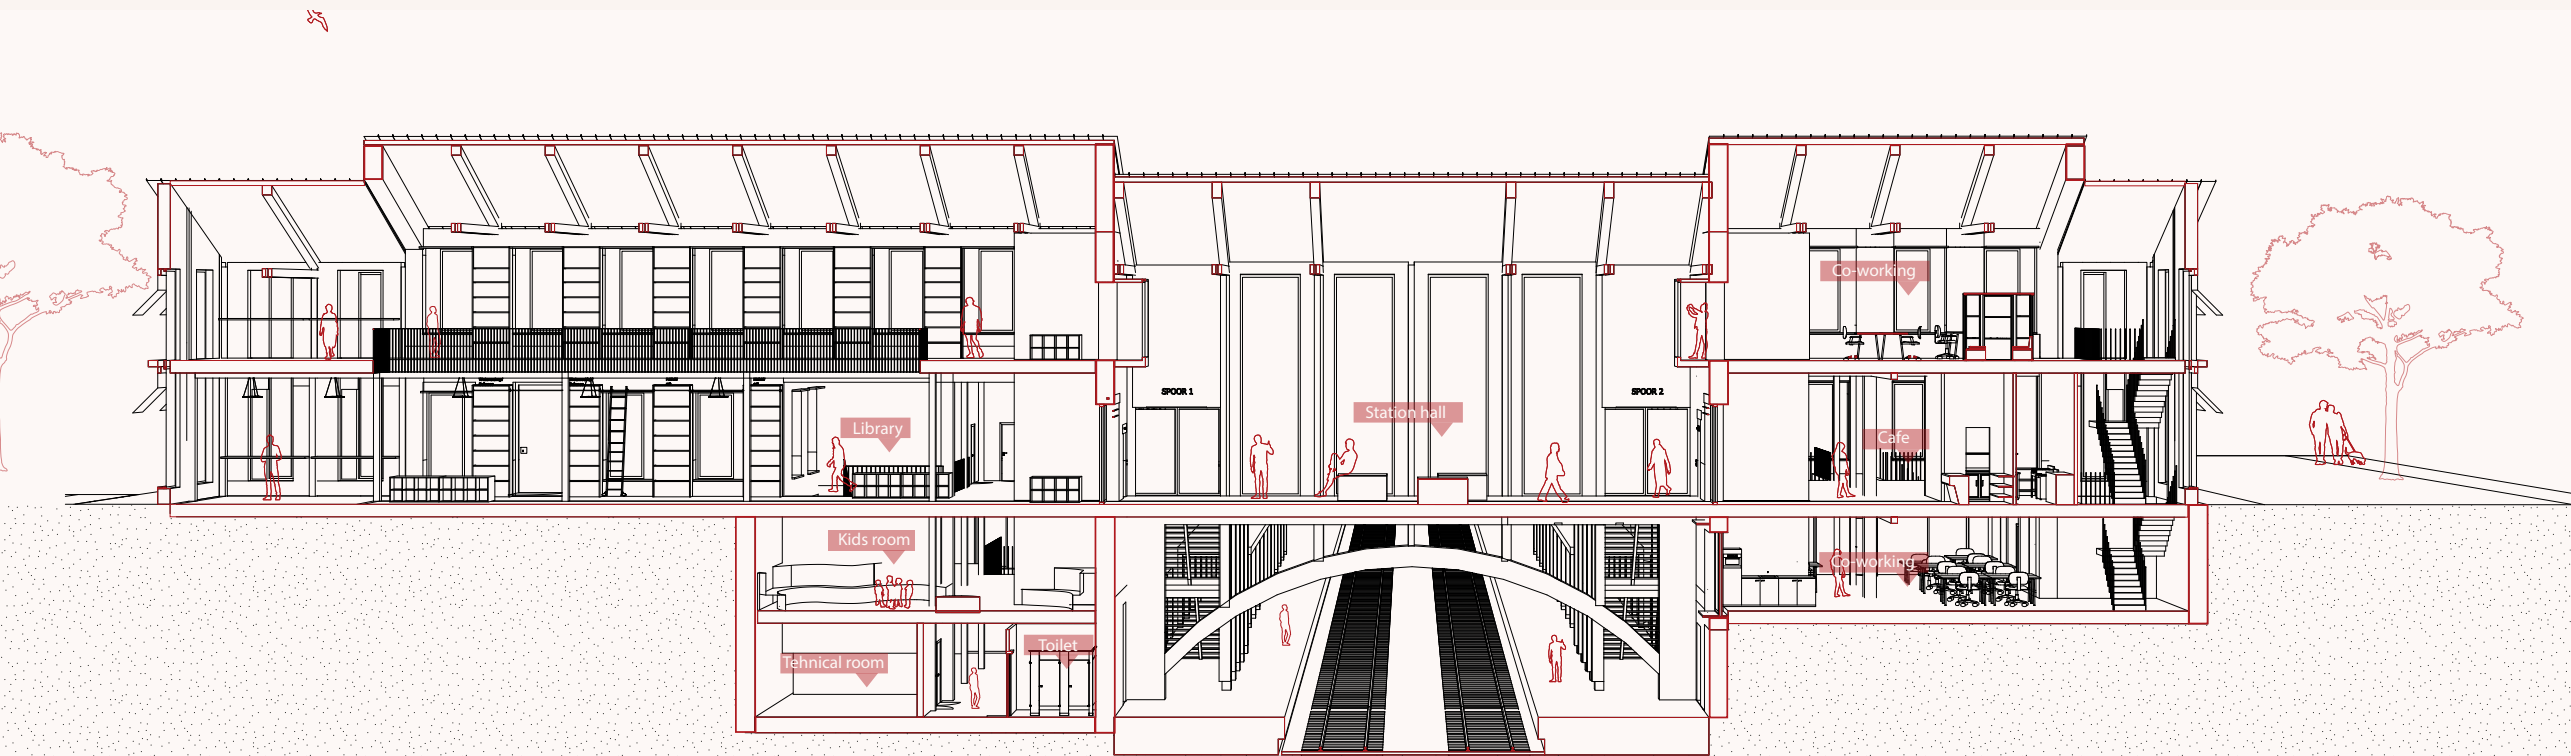 Co-working
SPOOR 1
SPOOR 2
Station hall
Library
Cafe
Kids room
Co-working
Toilet
Tehnical room